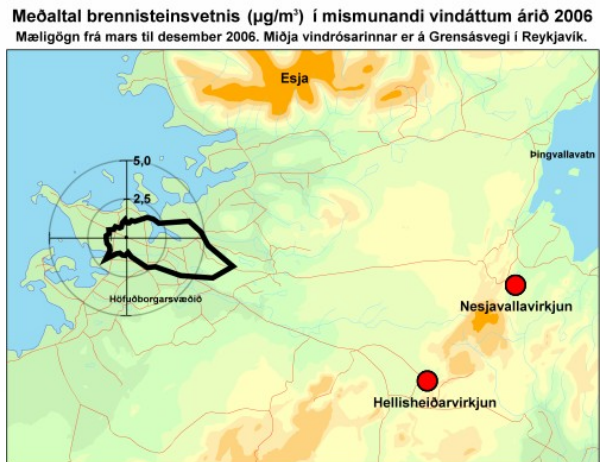 Meðaltal brennisteinsvetnis (µg/m³) í mismunandi vindáttum árið 2006
Mæligögn frá mars til desember 2006. Miðja vindrósarinnar er á Grensásvegi í Reykjavík.
Esja
Þingvallavatn
5,0
2,5
Höfuðborgarsvæðið
Nesjavallavirkjun
Hellisheiðarvirkjun